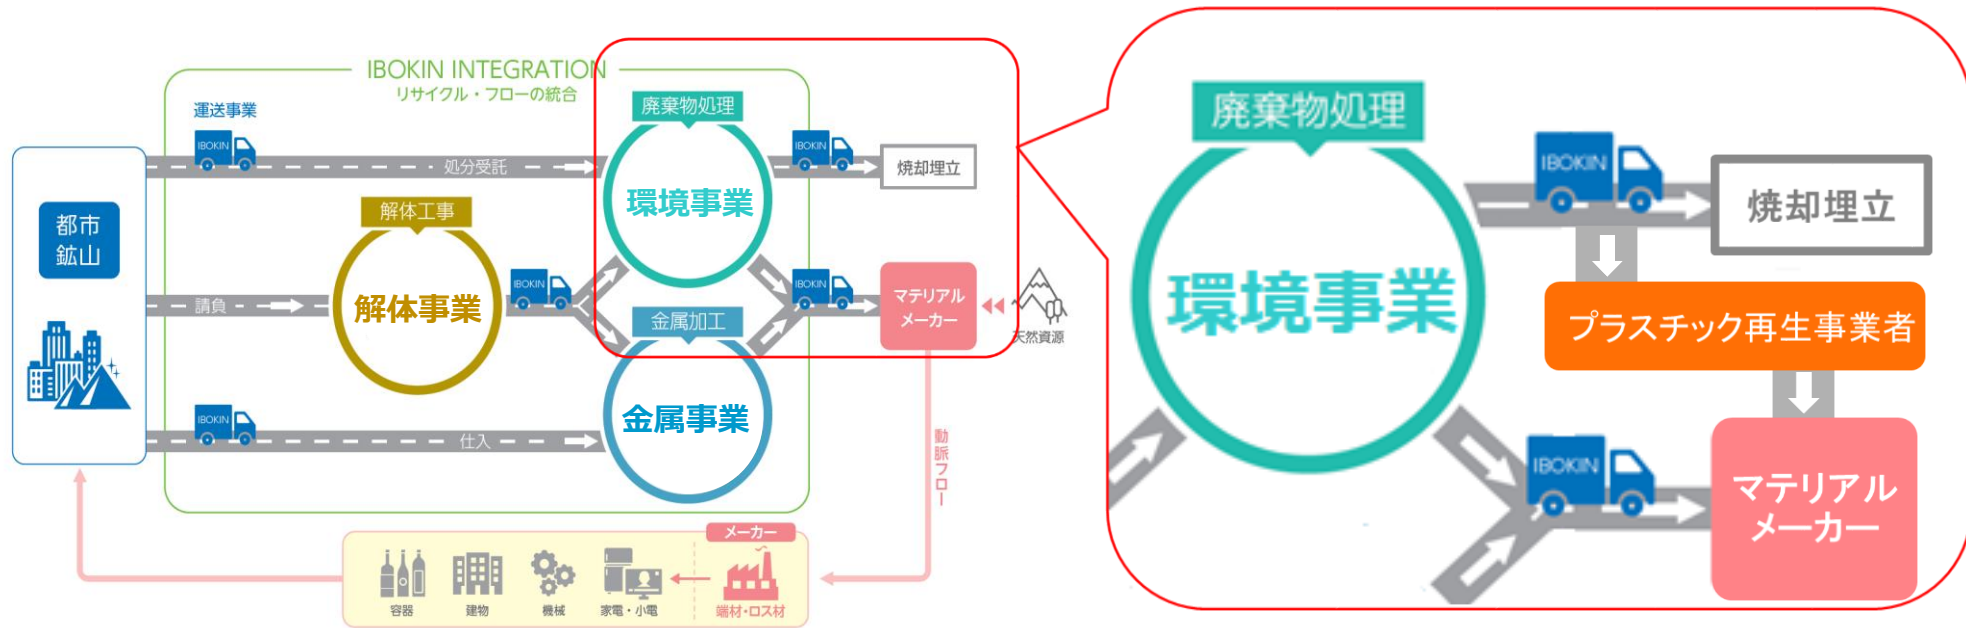 IBOKIN INTEGRATION
リサイクル・フローの統合
運送事業
IBOKIN
処分受託
廃棄物処理
環境事業
IBOKIN
焼却埋立
都市
鉱山
解体工事
解体事業
請負
IBOKIN
IBOKIN
マテリアル
メーカー
天然資源
金属加工
金属事業
IBOKIN
仕入
動脈フロー
メーカー
容器
建物
機械
家電・小電
端材・ロス材
廃棄物処理
環境事業
IBOKIN
焼却埋立
プラスチック再生事業者
IBOKIN
マテリアル
メーカー